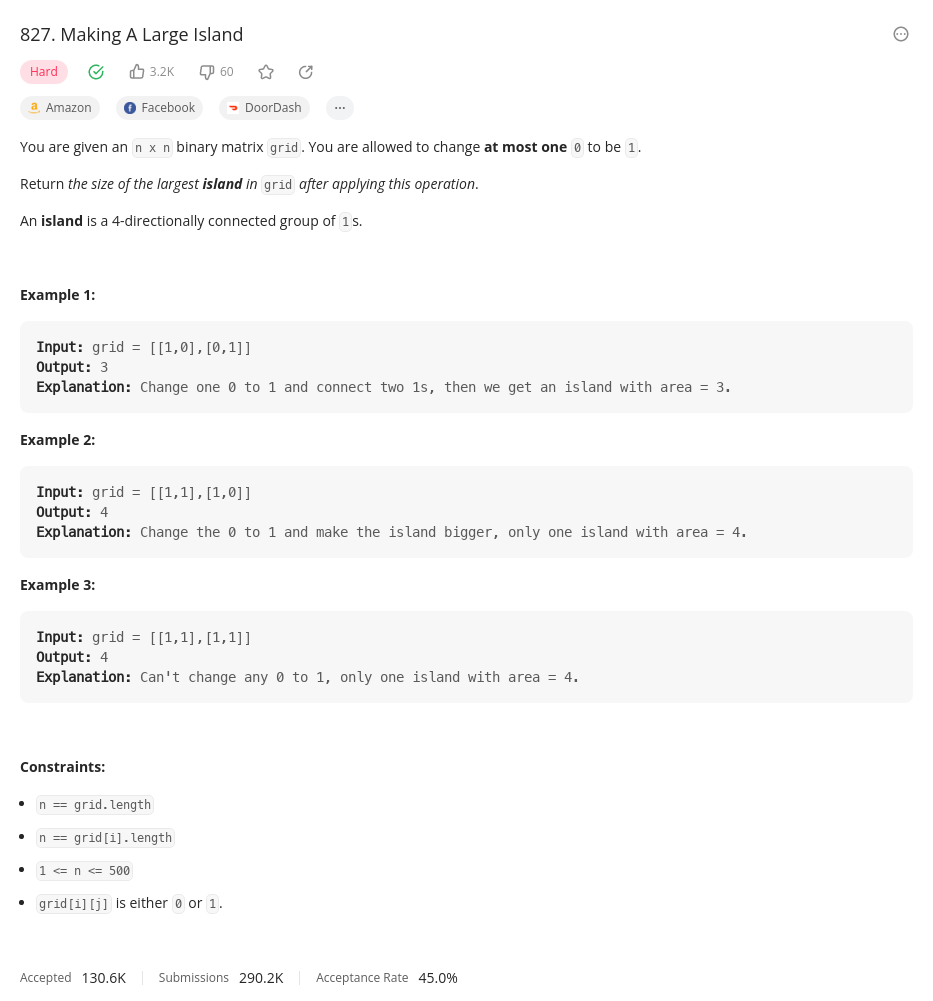 827. Making A Large Island
Hard 3.2K 60
Amazon Facebook DoorDash ...
You are given an n x n binary matrix grid. You are allowed to change at most one 0 to be 1.
Return the size of the largest island in grid after applying this operation.
An island is a 4-directionally connected group of 1s.
Example 1:
Input: grid = [[1,0],[0,1]]
Output: 3
Explanation: Change one 0 to 1 and connect two 1s, then we get an island with area = 3.
Example 2:
Input: grid = [[1,1],[1,0]]
Output: 4
Explanation: Change the 0 to 1 and make the island bigger, only one island with area = 4.
Example 3:
Input: grid = [[1,1],[1,1]]
Output: 4
Explanation: Can't change any 0 to 1, only one island with area = 4.
Constraints:
• n == grid.length
• n == grid[i].length
• 1 <= n <= 500
• grid[i][j] is either 0 or 1.
Accepted 130.6K Submissions 290.2K Acceptance Rate 45.0%